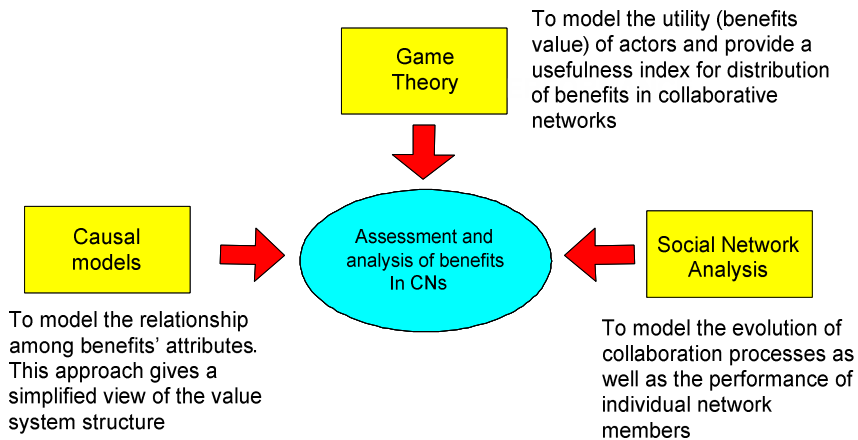 Game
Theory
To model the utility (benefits
value) of actors and provide a
usefulness index for distribution
of benefits in collaborative
networks
Causal
models
Assessment and
analysis of benefits
In CNs
Social Network
Analysis
To model the relationship
among benefits' attributes.
This approach gives a
simplified view of the value
system structure
To model the evolution of
collaboration processes as
well as the performance of
individual network
members